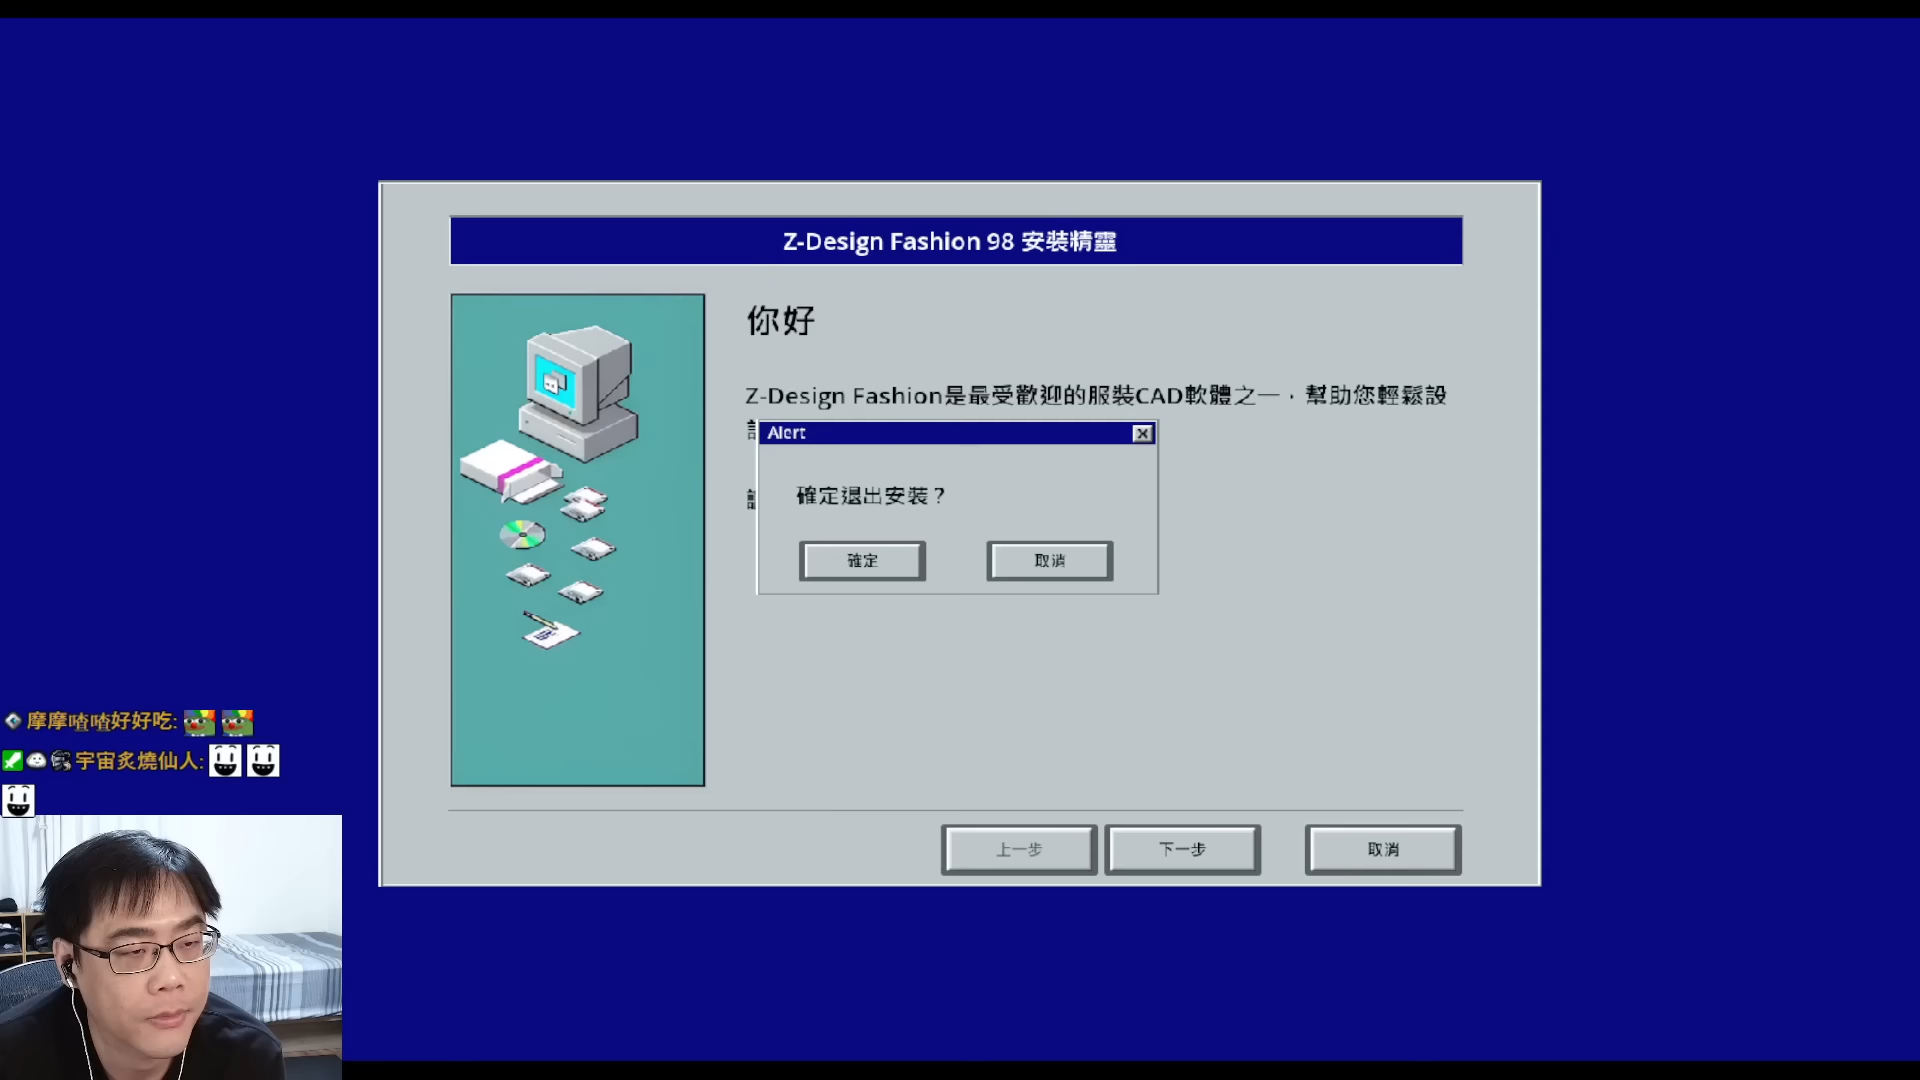 Z-Design Fashion 98 安裝精靈
你好
Z-Design Fashion是最受歡迎的服裝CAD軟體之一，幫助您輕鬆設
Alert
確定退出安裝？
確定
取消
摩摩喳喳好好吃:
宇宙炙燒仙人:
上一步
下一步
取消